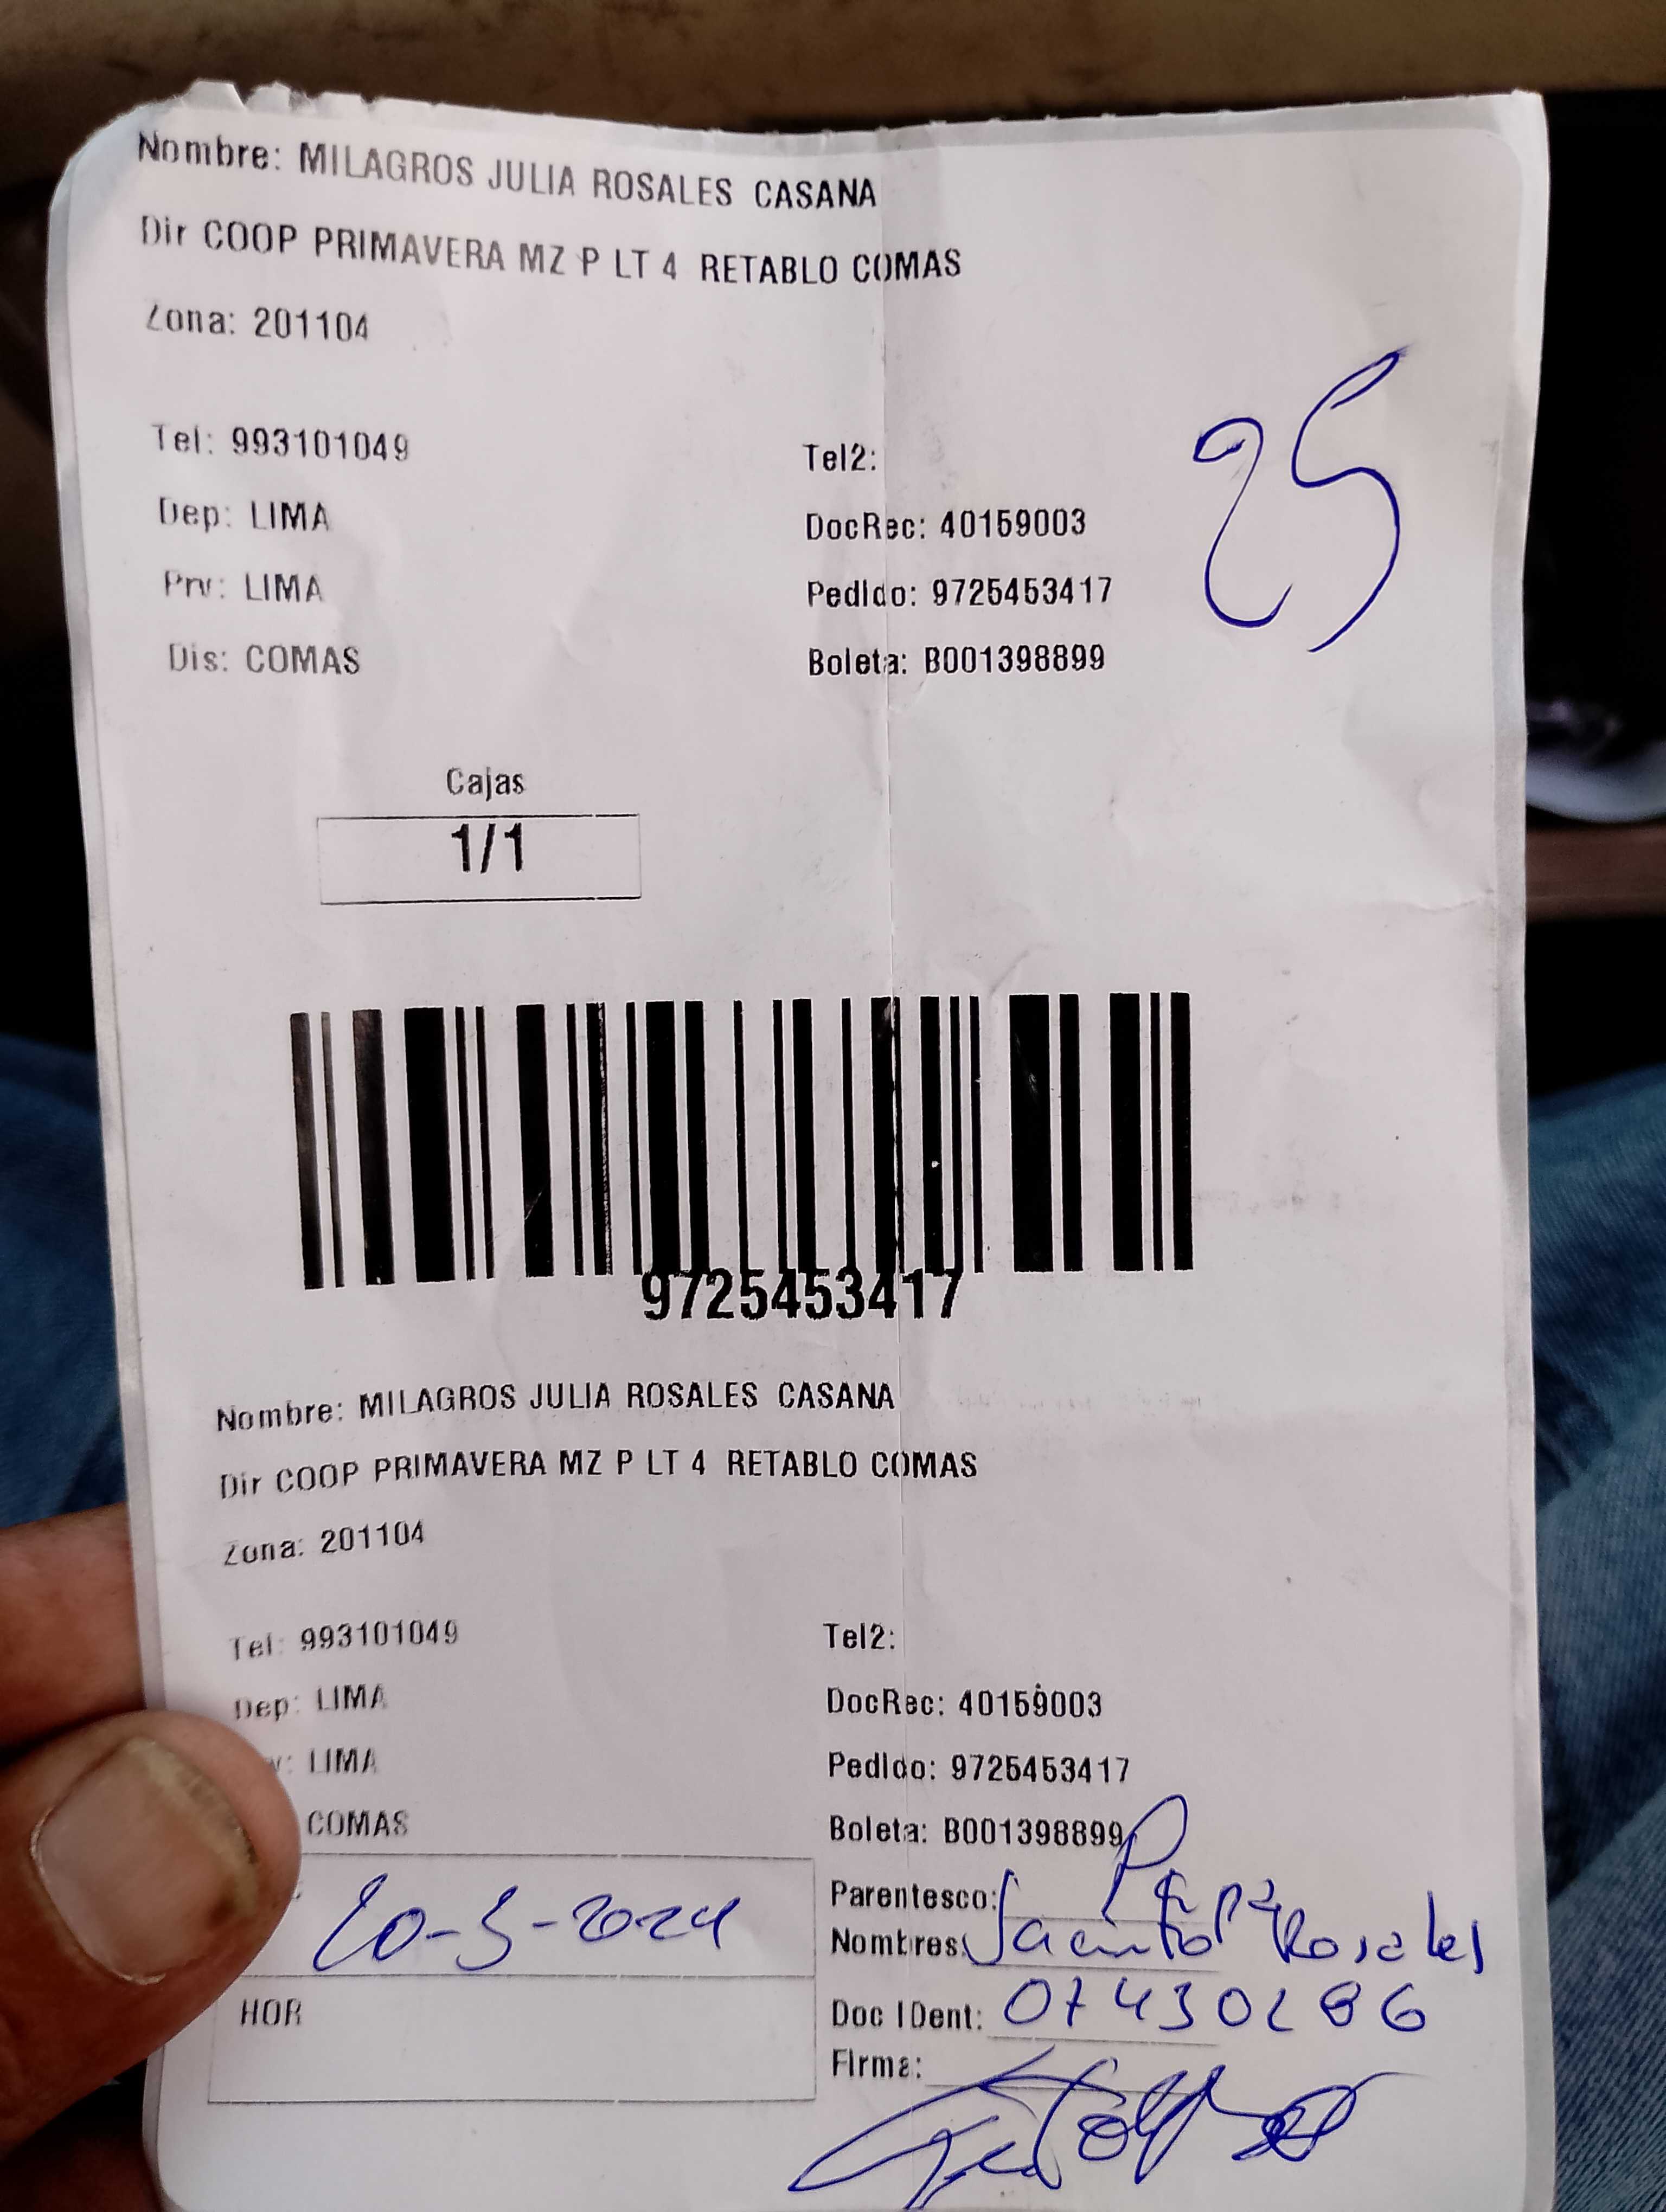 Nombre: MILAGROS JULIA ROSALES CASANA
Dir COOP PRIMAVERA MZ P LT 4 RETABLO COMAS
Zona: 201104
25
Tel: 993101049 Tel2:
Dep: LIMA DocRec: 40159003
Prv: LIMA Pedido: 9725453417
Dis: COMAS Boleta: B001398899
Cajas
1/1
9725453417
Nombre: MILAGROS JULIA ROSALES CASANA
Dir COOP PRIMAVERA MZ P LT 4 RETABLO COMAS
Zona: 201104
Tel: 993101049 Tel2:
Dep: LIMA DocRec: 40159003
LIMA Pedido: 9725453417
COMAS Boleta: B001398899
Parentesco: Papá
20-5-2024 Nombres: Jacinto Rosales
HOR Doc IDent:
Firma: